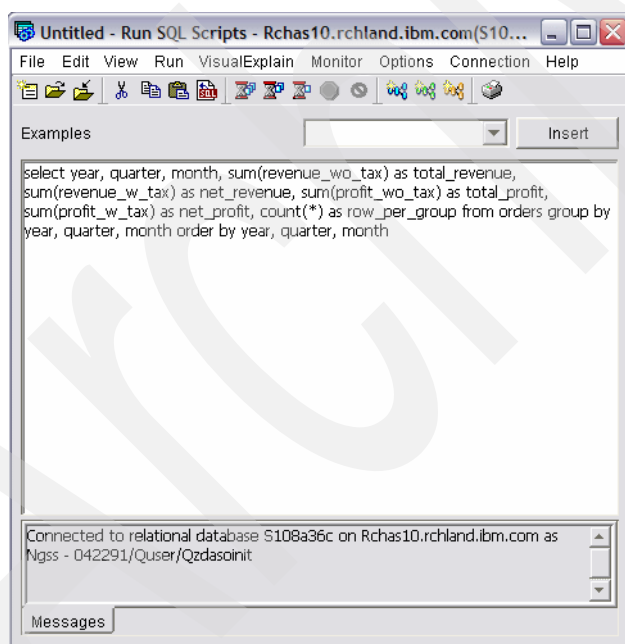 Untitled - Run SQL Scripts - Rchas10.rchland.ibm.com(S10...
File Edit View Run VisualExplain Monitor Options Connection Help
Examples
Insert
select year, quarter, month, sum(revenue_wo_tax) as total_revenue,
sum(revenue_w_tax) as net_revenue, sum(profit_wo_tax) as total_profit,
sum(profit_w_tax) as net_profit, count(*) as row_per_group from orders group by
year, quarter, month order by year, quarter, month
Connected to relational database S108a36c on Rchas10.rchland.ibm.com as
Ngss - 042291/Quser/Qzdasoinit
Messages